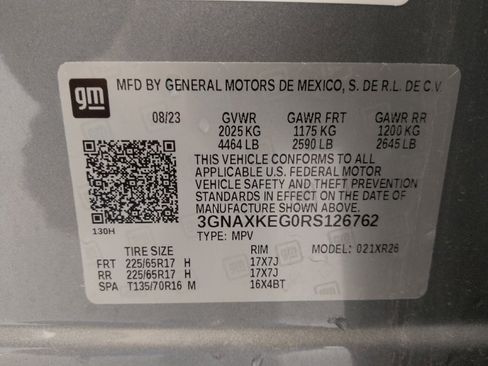 gm
MFD BY GENERAL MOTORS DE MEXICO, S. DE R.L. DE C.V.
08/23 GVWR GAWR FRT GAWR RR
2025 KG 1175 KG 1200 KG
4464 LB 2590 LB 2645 LB
THIS VEHICLE CONFORMS TO ALL
APPLICABLE U.S. FEDERAL MOTOR
VEHICLE SAFETY AND THEFT PREVENTION
STANDARDS IN EFFECT ON THE DATE OF
MANUFACTURE SHOWN ABOVE.
130H
3GNAXKEG0RS126762
TYPE: MPV MODEL: 021XR26
TIRE SIZE RIM
FRT 225/65R17 H 17X7J
RR 225/65R17 H 17X7J
SPA T135/70R16 M 16X4BT